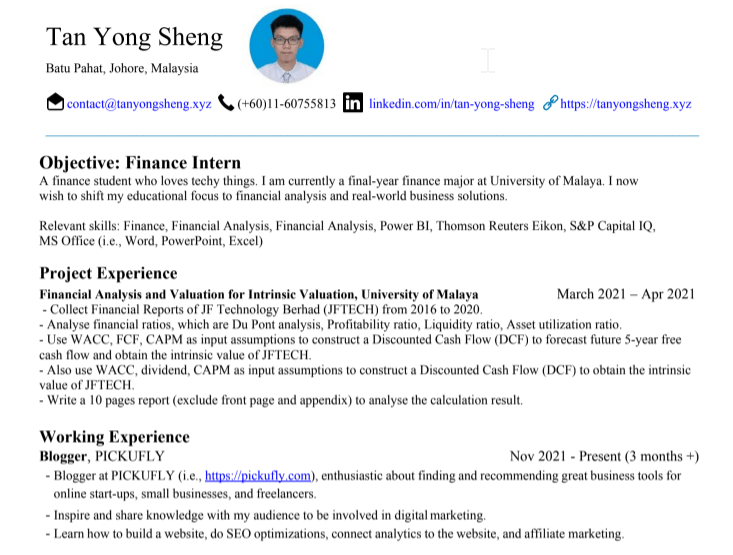 Tan Yong Sheng
Batu Pahat, Johore, Malaysia
contact@tanyongsheng.xyz (+60)11-60755813 in linkedin.com/in/tan-yong-sheng https://tanyongsheng.xyz
Objective: Finance Intern
A finance student who loves techy things. I am currently a final-year finance major at University of Malaya. I now
wish to shift my educational focus to financial analysis and real-world business solutions.
Relevant skills: Finance, Financial Analysis, Financial Analysis, Power BI, Thomson Reuters Eikon, S&P Capital IQ,
MS Office (i.e., Word, PowerPoint, Excel)
Project Experience
Financial Analysis and Valuation for Intrinsic Valuation, University of Malaya March 2021 – Apr 2021
- Collect Financial Reports of JF Technology Berhad (JFTECH) from 2016 to 2020.
- Analyse financial ratios, which are Du Pont analysis, Profitability ratio, Liquidity ratio, Asset utilization ratio.
- Use WACC, FCF, CAPM as input assumptions to construct a Discounted Cash Flow (DCF) to forecast future 5-year free
cash flow and obtain the intrinsic value of JFTECH.
- Also use WACC, dividend, CAPM as input assumptions to construct a Discounted Cash Flow (DCF) to obtain the intrinsic
value of JFTECH.
- Write a 10 pages report (exclude front page and appendix) to analyse the calculation result.
Working Experience
Blogger, PICKUFLY Nov 2021 - Present (3 months +)
- Blogger at PICKUFLY (i.e., https://pickufly.com), enthusiastic about finding and recommending great business tools for
online start-ups, small businesses, and freelancers.
- Inspire and share knowledge with my audience to be involved in digital marketing.
- Learn how to build a website, do SEO optimizations, connect analytics to the website, and affiliate marketing.